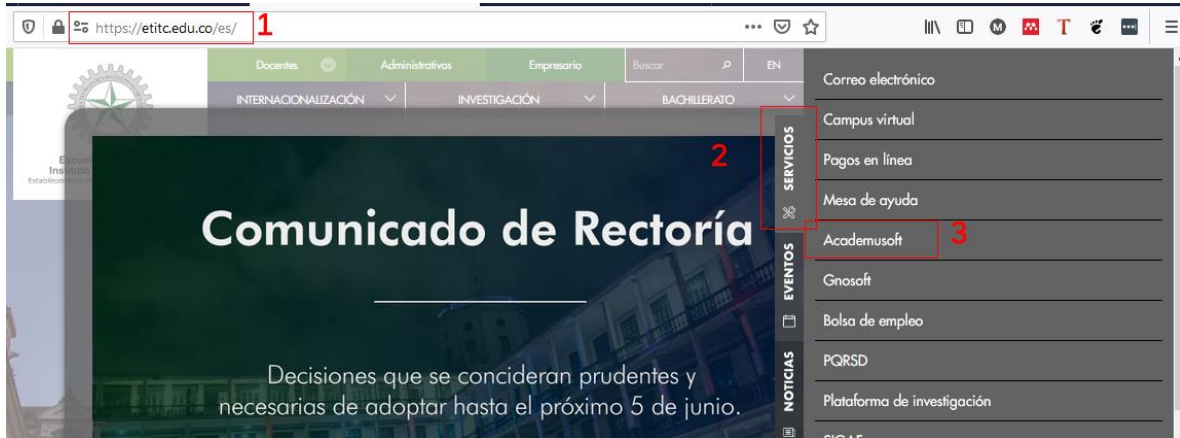 https://etitc.edu.co/es/
1
Docentes
Administrativos
Empresario
Buscar
EN
INTERNACIONALIZACIÓN
INVESTIGACIÓN
BACHILLERATO
Comunicado de Rectoría
Decisiones que se concideran prudentes y
necesarias de adoptar hasta el próximo 5 de junio.
2
SERVICIOS
EVENTOS
NOTICIAS
Correo electrónico
Campus virtual
Pagos en línea
Mesa de ayuda
Academusoft
3
Gnosoft
Bolsa de empleo
PQRSD
Plataforma de investigación